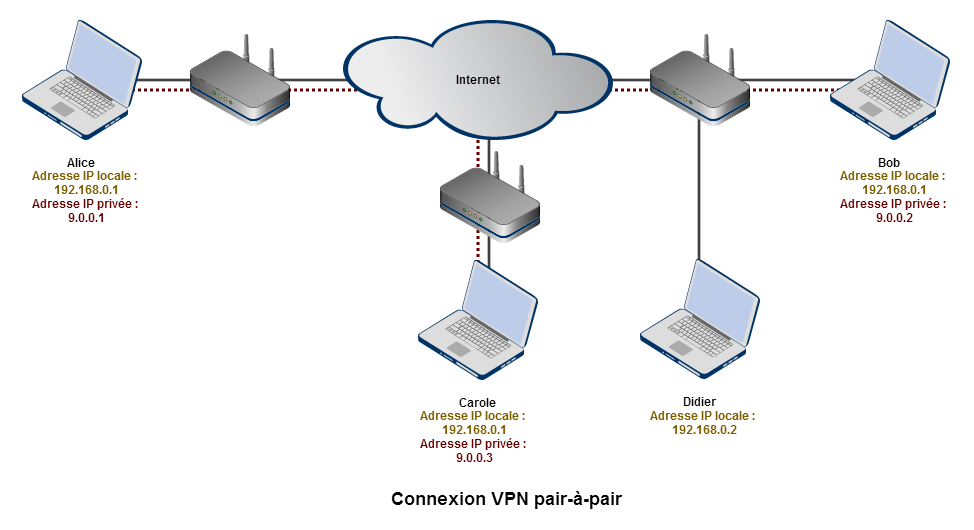 Internet
Alice
Adresse IP locale :
192.168.0.1
Adresse IP privée :
9.0.0.1
Bob
Adresse IP locale :
192.168.0.1
Adresse IP privée :
9.0.0.2
Carole
Adresse IP locale :
192.168.0.1
Adresse IP privée :
9.0.0.3
Didier
Adresse IP locale :
192.168.0.2
Connexion VPN pair-à-pair